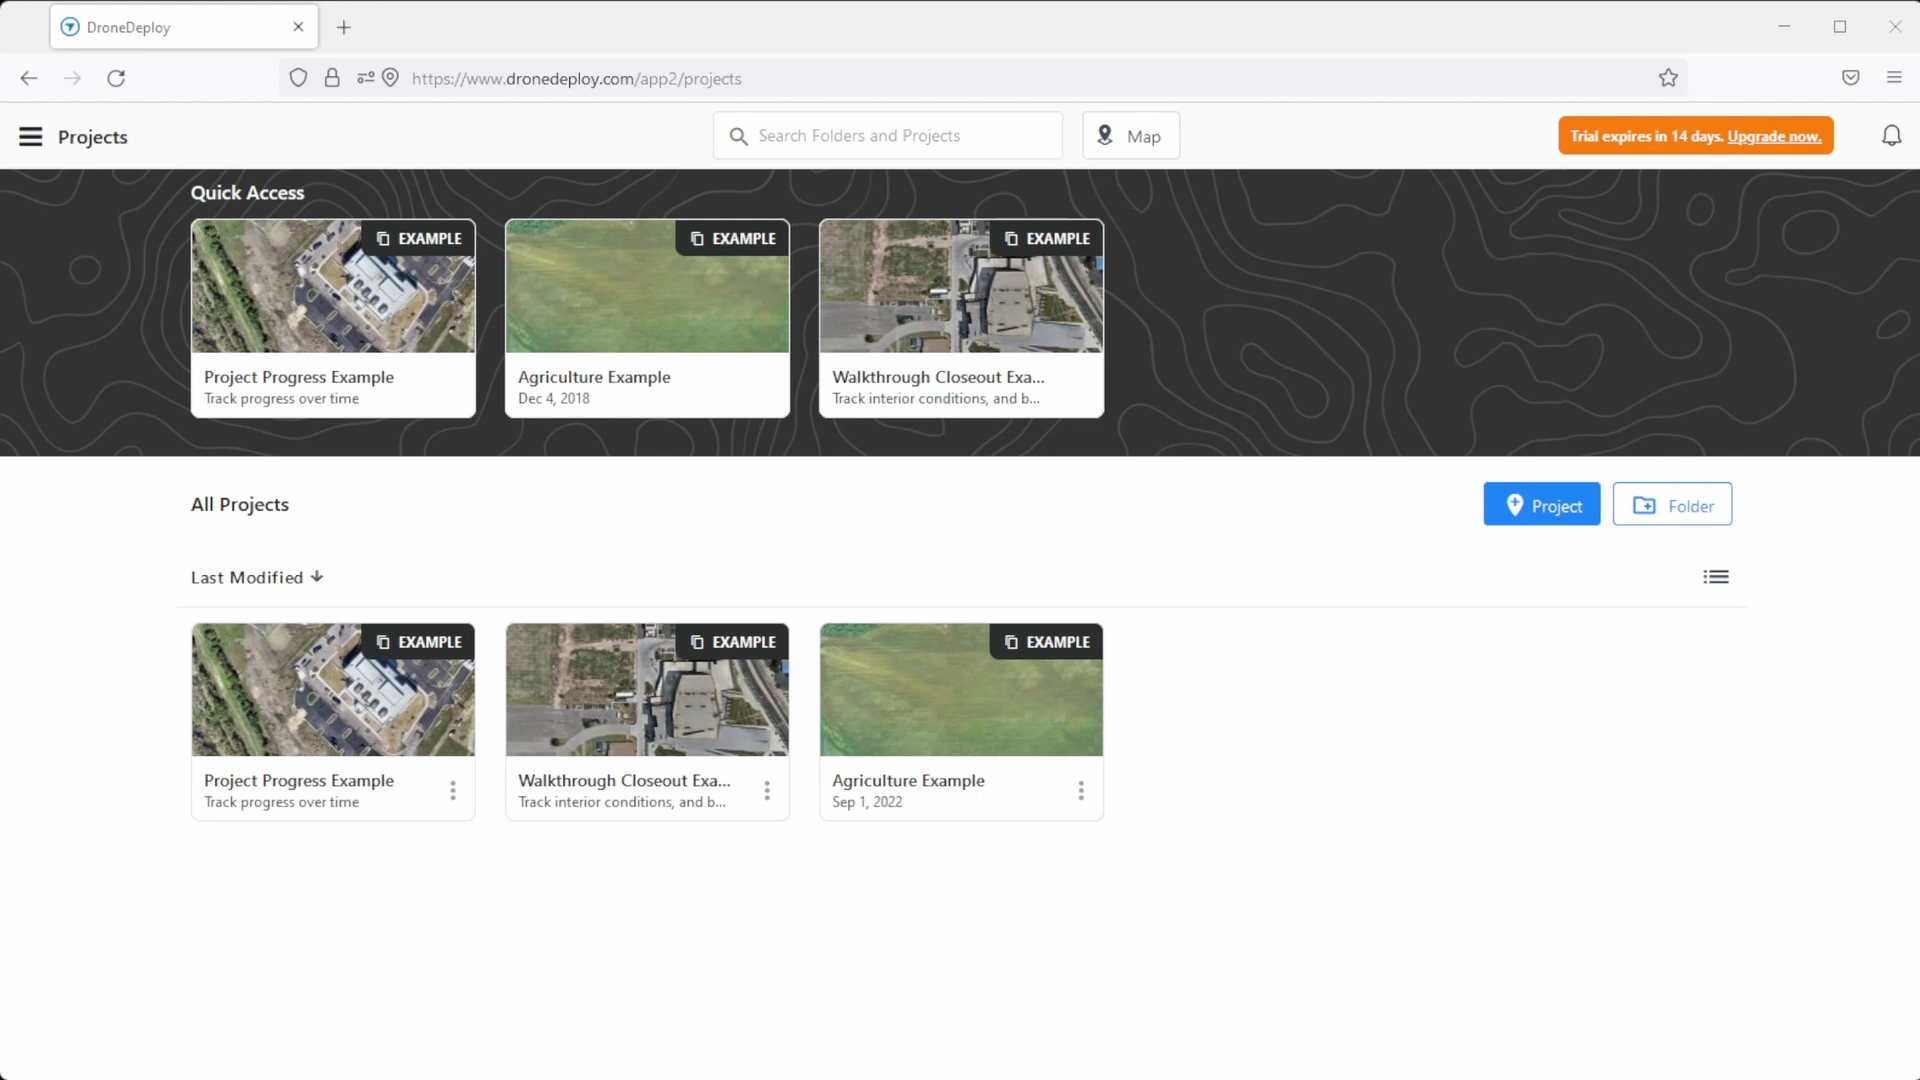 DroneDeploy
https://www.dronedeploy.com/app2/projects
Projects
Search Folders and Projects
Map
Trial expires in 14 days. Upgrade now.
Quick Access
EXAMPLE
EXAMPLE
EXAMPLE
Project Progress Example
Track progress over time
Agriculture Example
Dec 4, 2018
Walkthrough Closeout Exa...
Track interior conditions, and b...
All Projects
Project
Folder
Last Modified
EXAMPLE
EXAMPLE
EXAMPLE
Project Progress Example
Track progress over time
Walkthrough Closeout Exa...
Track interior conditions, and b...
Agriculture Example
Sep 1, 2022